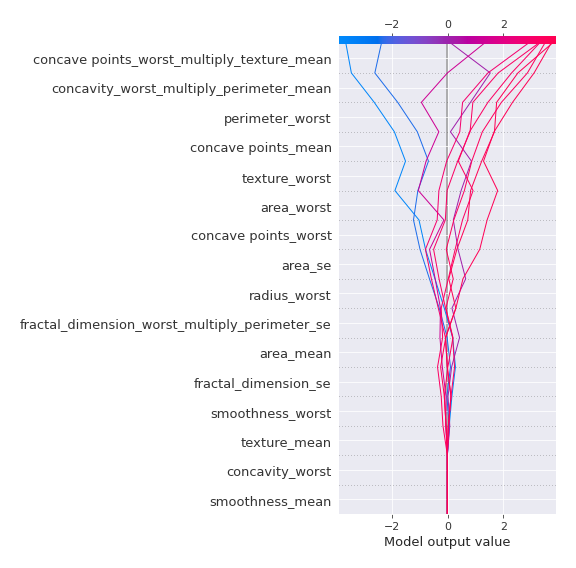 −2 0 2
concave points_worst_multiply_texture_mean
concavity_worst_multiply_perimeter_mean
perimeter_worst
concave points_mean
texture_worst
area_worst
concave points_worst
area_se
radius_worst
fractal_dimension_worst_multiply_perimeter_se
area_mean
fractal_dimension_se
smoothness_worst
texture_mean
concavity_worst
smoothness_mean
−2 0 2
Model output value